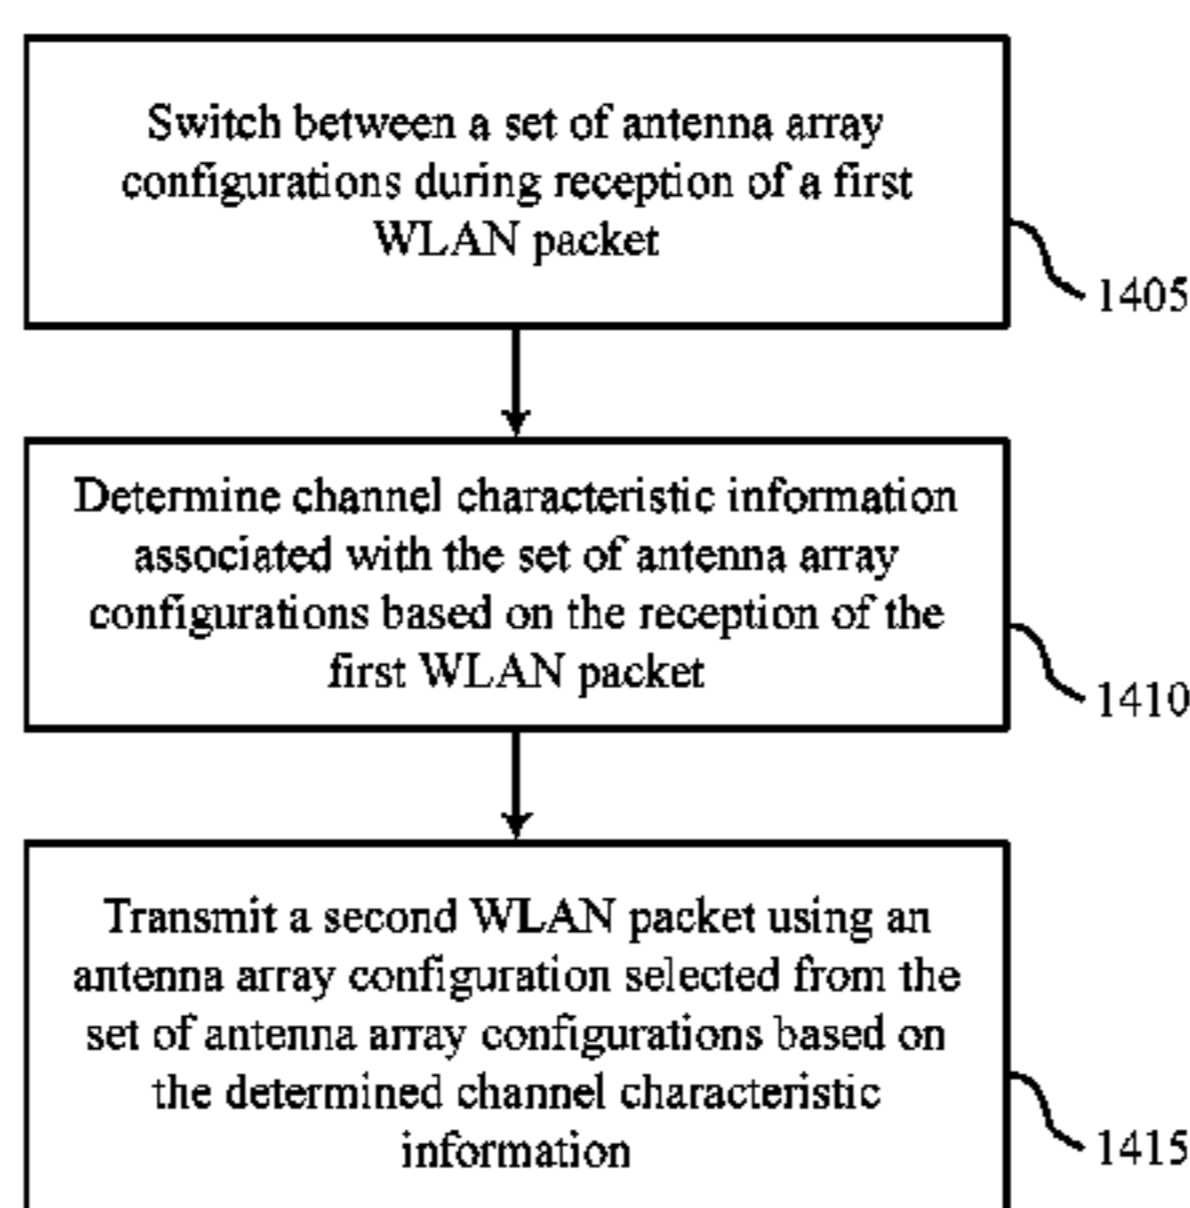 Switch between a set of antenna array
configurations during reception of a first
WLAN packet
1405
Determine channel characteristic information
associated with the set of antenna array
configurations based on the reception of the
first WLAN packet
1410
Transmit a second WLAN packet using an
antenna array configuration selected from the
set of antenna array configurations based on
the determined channel characteristic
information
1415